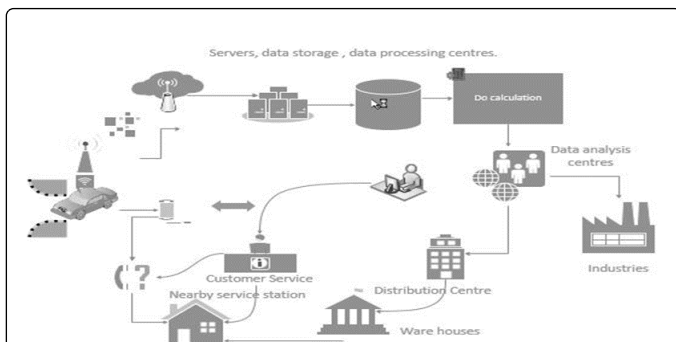 Servers, data storage , data processing centres.
Do calculation
Data analysis
centres
Industries
Customer Service
Distribution Centre
Nearby service station
Ware houses